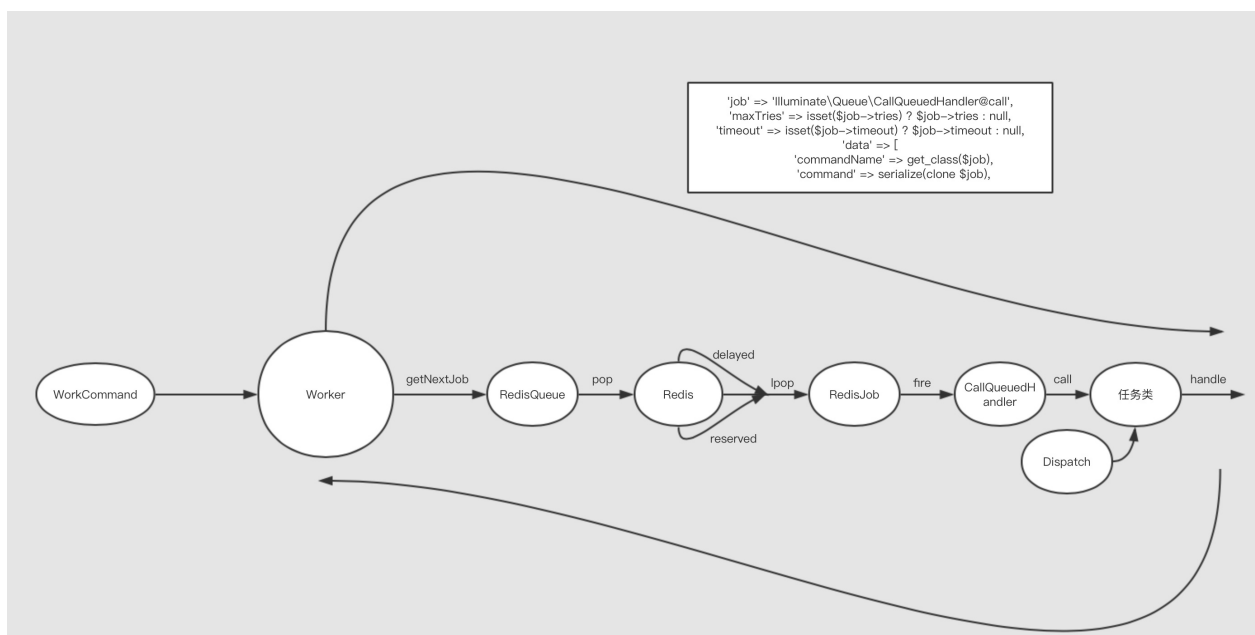 'job' => 'Illuminate\Queue\CallQueuedHandler@call',
'maxTries' => isset($job->tries) ? $job->tries : null,
'timeout' => isset($job->timeout) ? $job->timeout : null,
'data' => [
'commandName' => get_class($job),
'command' => serialize(clone $job),
delayed
WorkCommand
Worker
getNextJob
RedisQueue
pop
Redis
lpop
RedisJob
fire
CallQueuedH
andler
call
任务类
handle
reserved
Dispatch